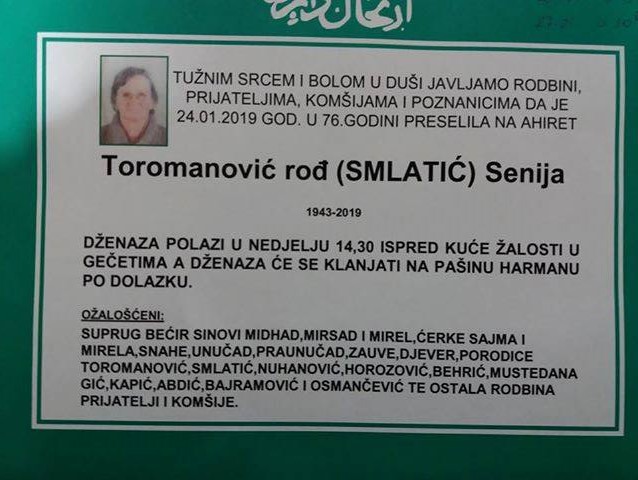 TUŽNIM SRCEM I BOLOM U DUŠI JAVLJAMO RODBINI,
PRIJATELJIMA, KOMŠIJAMA I POZNANICIMA DA JE
24.01.2019 GOD. U 76.GODINI PRESELILA NA AHIRET
Toromanović rođ (SMLATIĆ) Senija
1943-2019
DŽENAZA POLAZI U NEDJELJU 14,30 ISPRED KUĆE ŽALOSTI U
GEČETIMA A DŽENAZA ĆE SE KLANJATI NA PAŠINU HARMANU
PO DOLAZKU.
OŽALOŠĆENI:
SUPRUG BEĆIR SINOVI MIDHAD,MIRSAD I MIREL,ĆERKE SAJMA I
MIRELA,SNAHE,UNUČAD,PRAUNUČAD,ZAUVE,DJEVER,PORODICE
TOROMANOVIĆ,SMLATIĆ,NUHANOVIĆ,HOROZOVIĆ,BEHRIĆ,MUSTEDANA
GIĆ,KAPIĆ,ABDIĆ,BAJRAMOVIĆ I OSMANČEVIĆ TE OSTALA RODBINA
PRIJATELJI I KOMŠIJE.